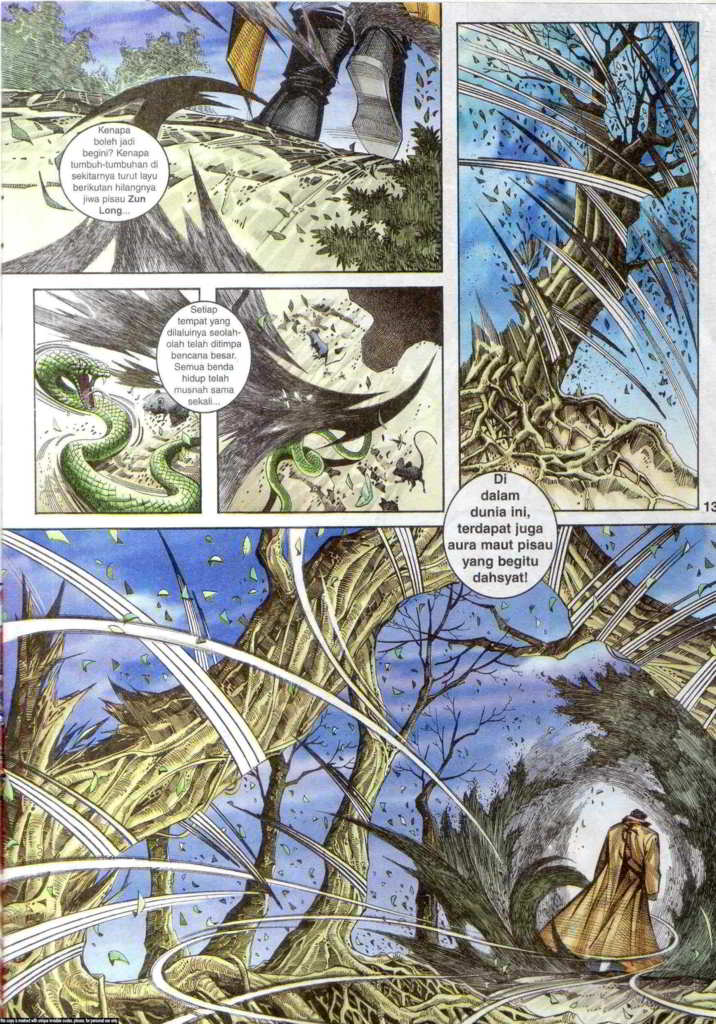 Kenapa
boleh jadi
begini? Kenapa
tumbuh-tumbuhan di
sekitarnya turut layu
berikutan hilangnya
jiwa pisau Zun
Long...
Setiap
tempat yang
dilaluinya seolah-
olah telah ditimpa
bencana besar.
Semua benda
hidup telah
musnah sama
sekali...
13
Di
dalam
dunia ini,
terdapat juga
aura maut pisau
yang begitu
dahsyat!